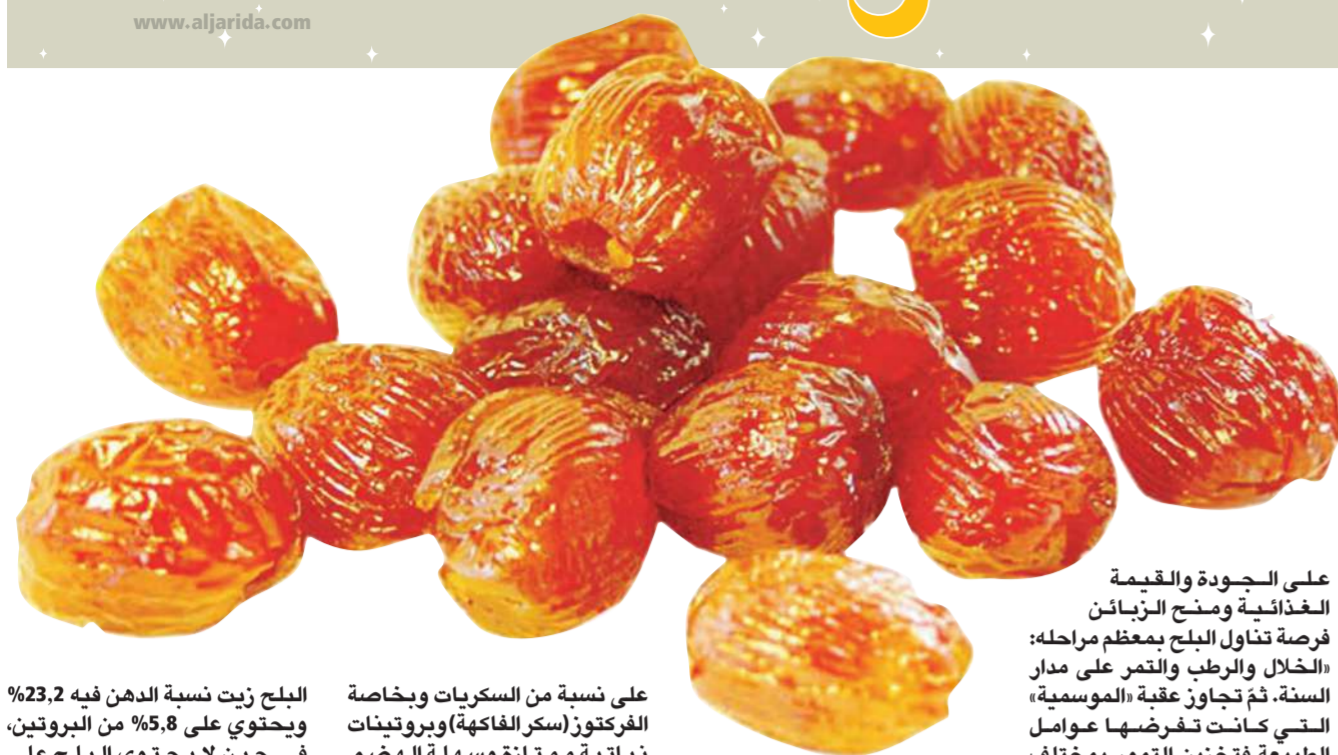 www.aljarida.com
على الجودة والقيمة
الغذائية ومنح الزبائن
فرصة تناول البلح بمعظم مراحله:
«الخلال والرطب والتمر على مدار
السنة. ثمّ تجاوز عقبة «الموسمية»
التي كانت تفرضها عوامل
على نسبة من السكريات وبخاصة
الفركتوز(سكر الفاكهة)وبروتينات
البلح زيت نسبة الدهن فيه 23,2%
ويحتوي على 5,8% من البروتين،